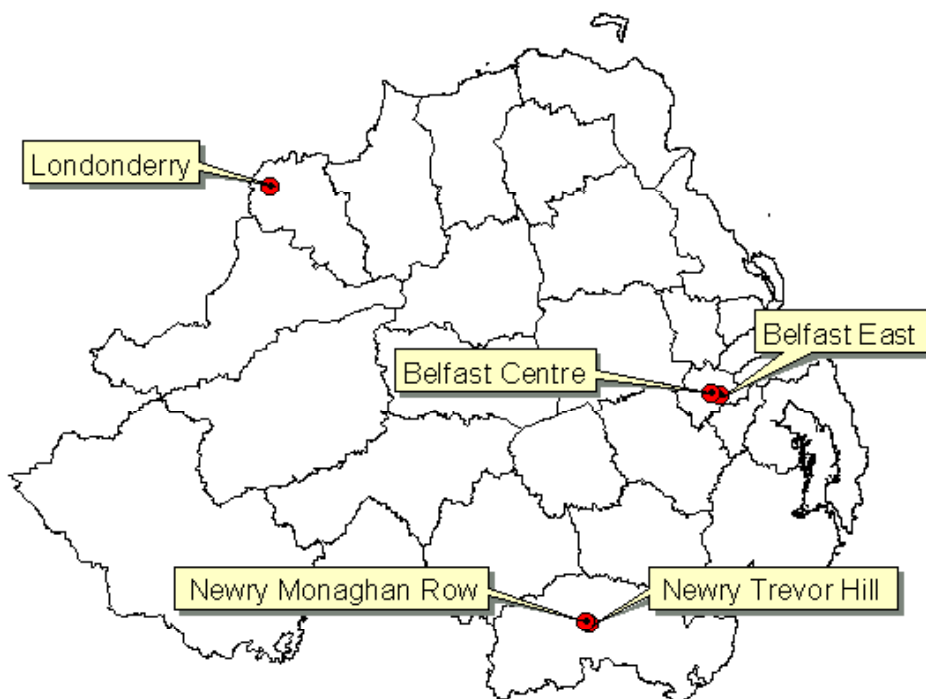 Londonderry
Belfast East
Belfast Centre
Newry Monaghan Row
Newry Trevor Hill